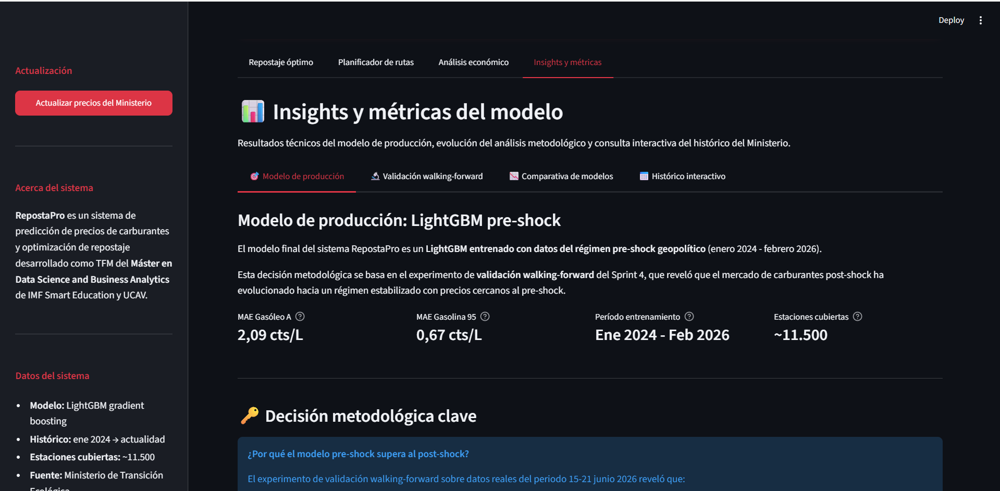 Deploy
Actualización
Actualizar precios del Ministerio
Acerca del sistema
RepostaPro es un sistema de
predicción de precios de carburantes
y optimización de repostaje
desarrollado como TFM del Máster en
Data Science and Business Analytics
de IMF Smart Education y UCAV.
Datos del sistema
• Modelo: LightGBM gradient
boosting
• Histórico: ene 2024 → actualidad
• Estaciones cubiertas: ~11.500
• Fuente: Ministerio de Transición
Ecológica
Repostaje óptimo Planificador de rutas Análisis económico Insights y métricas
Insights y métricas del modelo
Resultados técnicos del modelo de producción, evolución del análisis metodológico y consulta interactiva del histórico del Ministerio.
Modelo de producción Validación walking-forward Comparativa de modelos Histórico interactivo
Modelo de producción: LightGBM pre-shock
El modelo final del sistema RepostaPro es un LightGBM entrenado con datos del régimen pre-shock geopolítico (enero 2024 - febrero 2026).
Esta decisión metodológica se basa en el experimento de validación walking-forward del Sprint 4, que reveló que el mercado de carburantes post-shock ha
evolucionado hacia un régimen estabilizado con precios cercanos al pre-shock.
MAE Gasóleo A MAE Gasolina 95 Período entrenamiento Estaciones cubiertas
2,09 cts/L 0,67 cts/L Ene 2024 - Feb 2026 ~11.500
Decisión metodológica clave
¿Por qué el modelo pre-shock supera al post-shock?
El experimento de validación walking-forward sobre datos reales del periodo 15-21 junio 2026 reveló que: